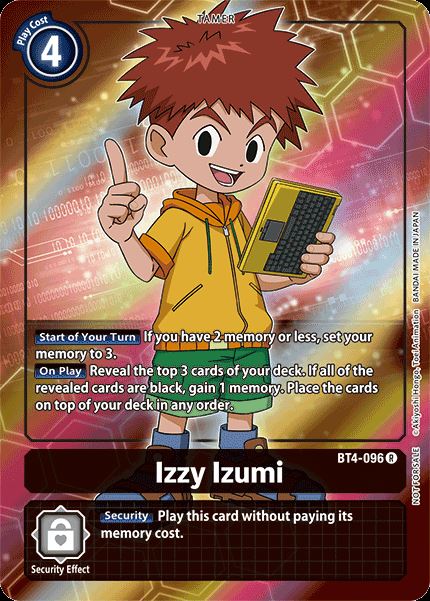 TAMER
Play Cost
4
Start of Your Turn If you have 2 memory or less, set your
memory to 3.
On Play Reveal the top 3 cards of your deck. If all of the
revealed cards are black, gain 1 memory. Place the cards
on top of your deck in any order.
BT4-096 R
Izzy Izumi
Security Play this card without paying its
memory cost.
Security Effect
©Akiyoshi Hongo, Toei Animation BANDAI MADE IN JAPAN
NOT FOR SALE